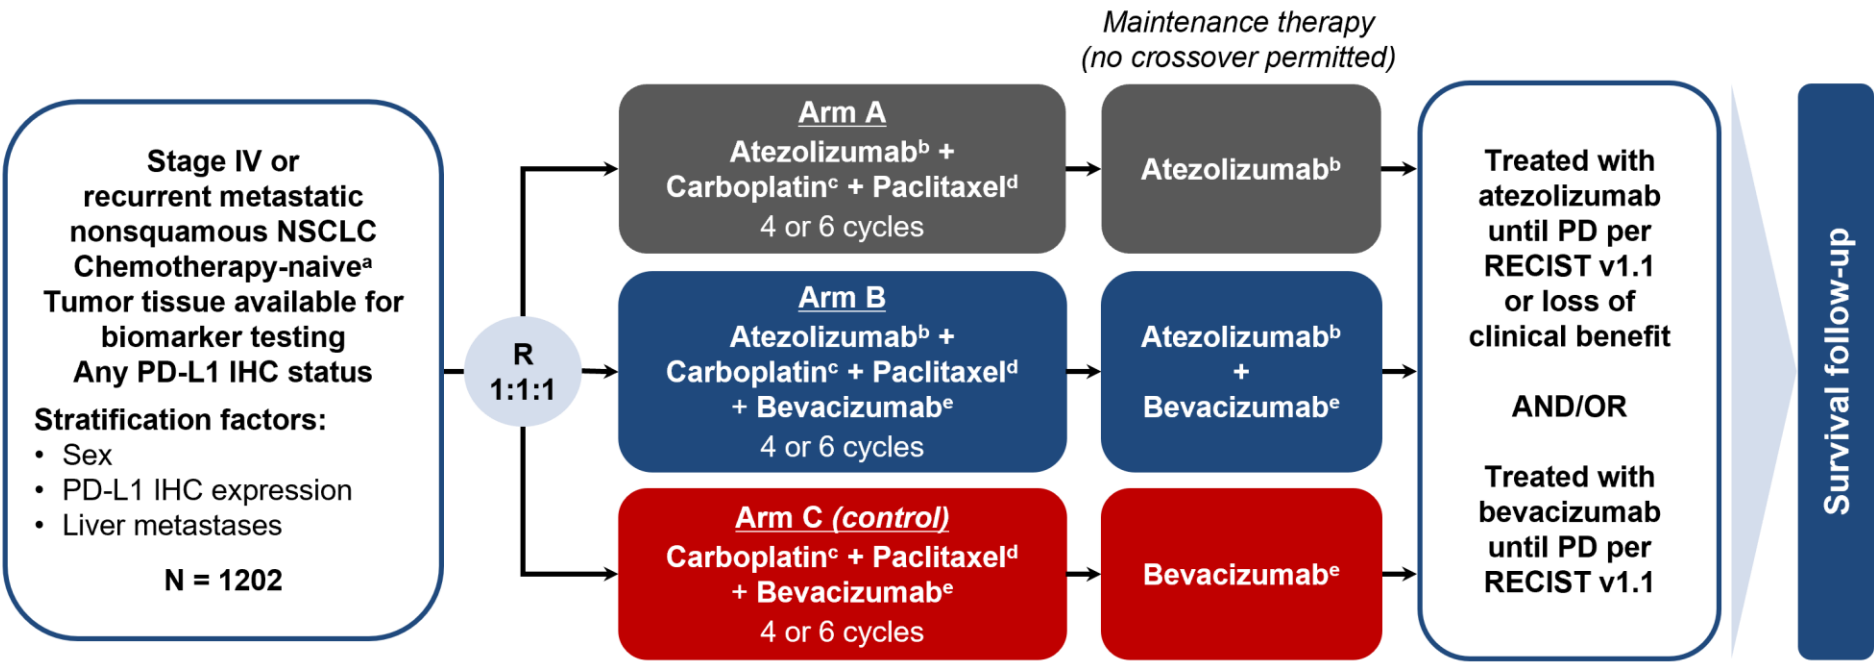 Maintenance therapy
(no crossover permitted)
Stage IV or
recurrent metastatic
nonsquamous NSCLC
Chemotherapy-naiveᵃ
Tumor tissue available for
biomarker testing
Any PD-L1 IHC status
Stratification factors:
• Sex
• PD-L1 IHC expression
• Liver metastases
N = 1202
R
1:1:1
Arm A
Atezolizumabᵇ +
Carboplatinᶜ + Paclitaxelᵈ
4 or 6 cycles
Atezolizumabᵇ
Arm B
Atezolizumabᵇ +
Carboplatinᶜ + Paclitaxelᵈ
+ Bevacizumabᵉ
4 or 6 cycles
Atezolizumabᵇ
+
Bevacizumabᵉ
Arm C (control)
Carboplatinᶜ + Paclitaxelᵈ
+ Bevacizumabᵉ
4 or 6 cycles
Bevacizumabᵉ
Treated with
atezolizumab
until PD per
RECIST v1.1
or loss of
clinical benefit
AND/OR
Treated with
bevacizumab
until PD per
RECIST v1.1
Survival follow-up